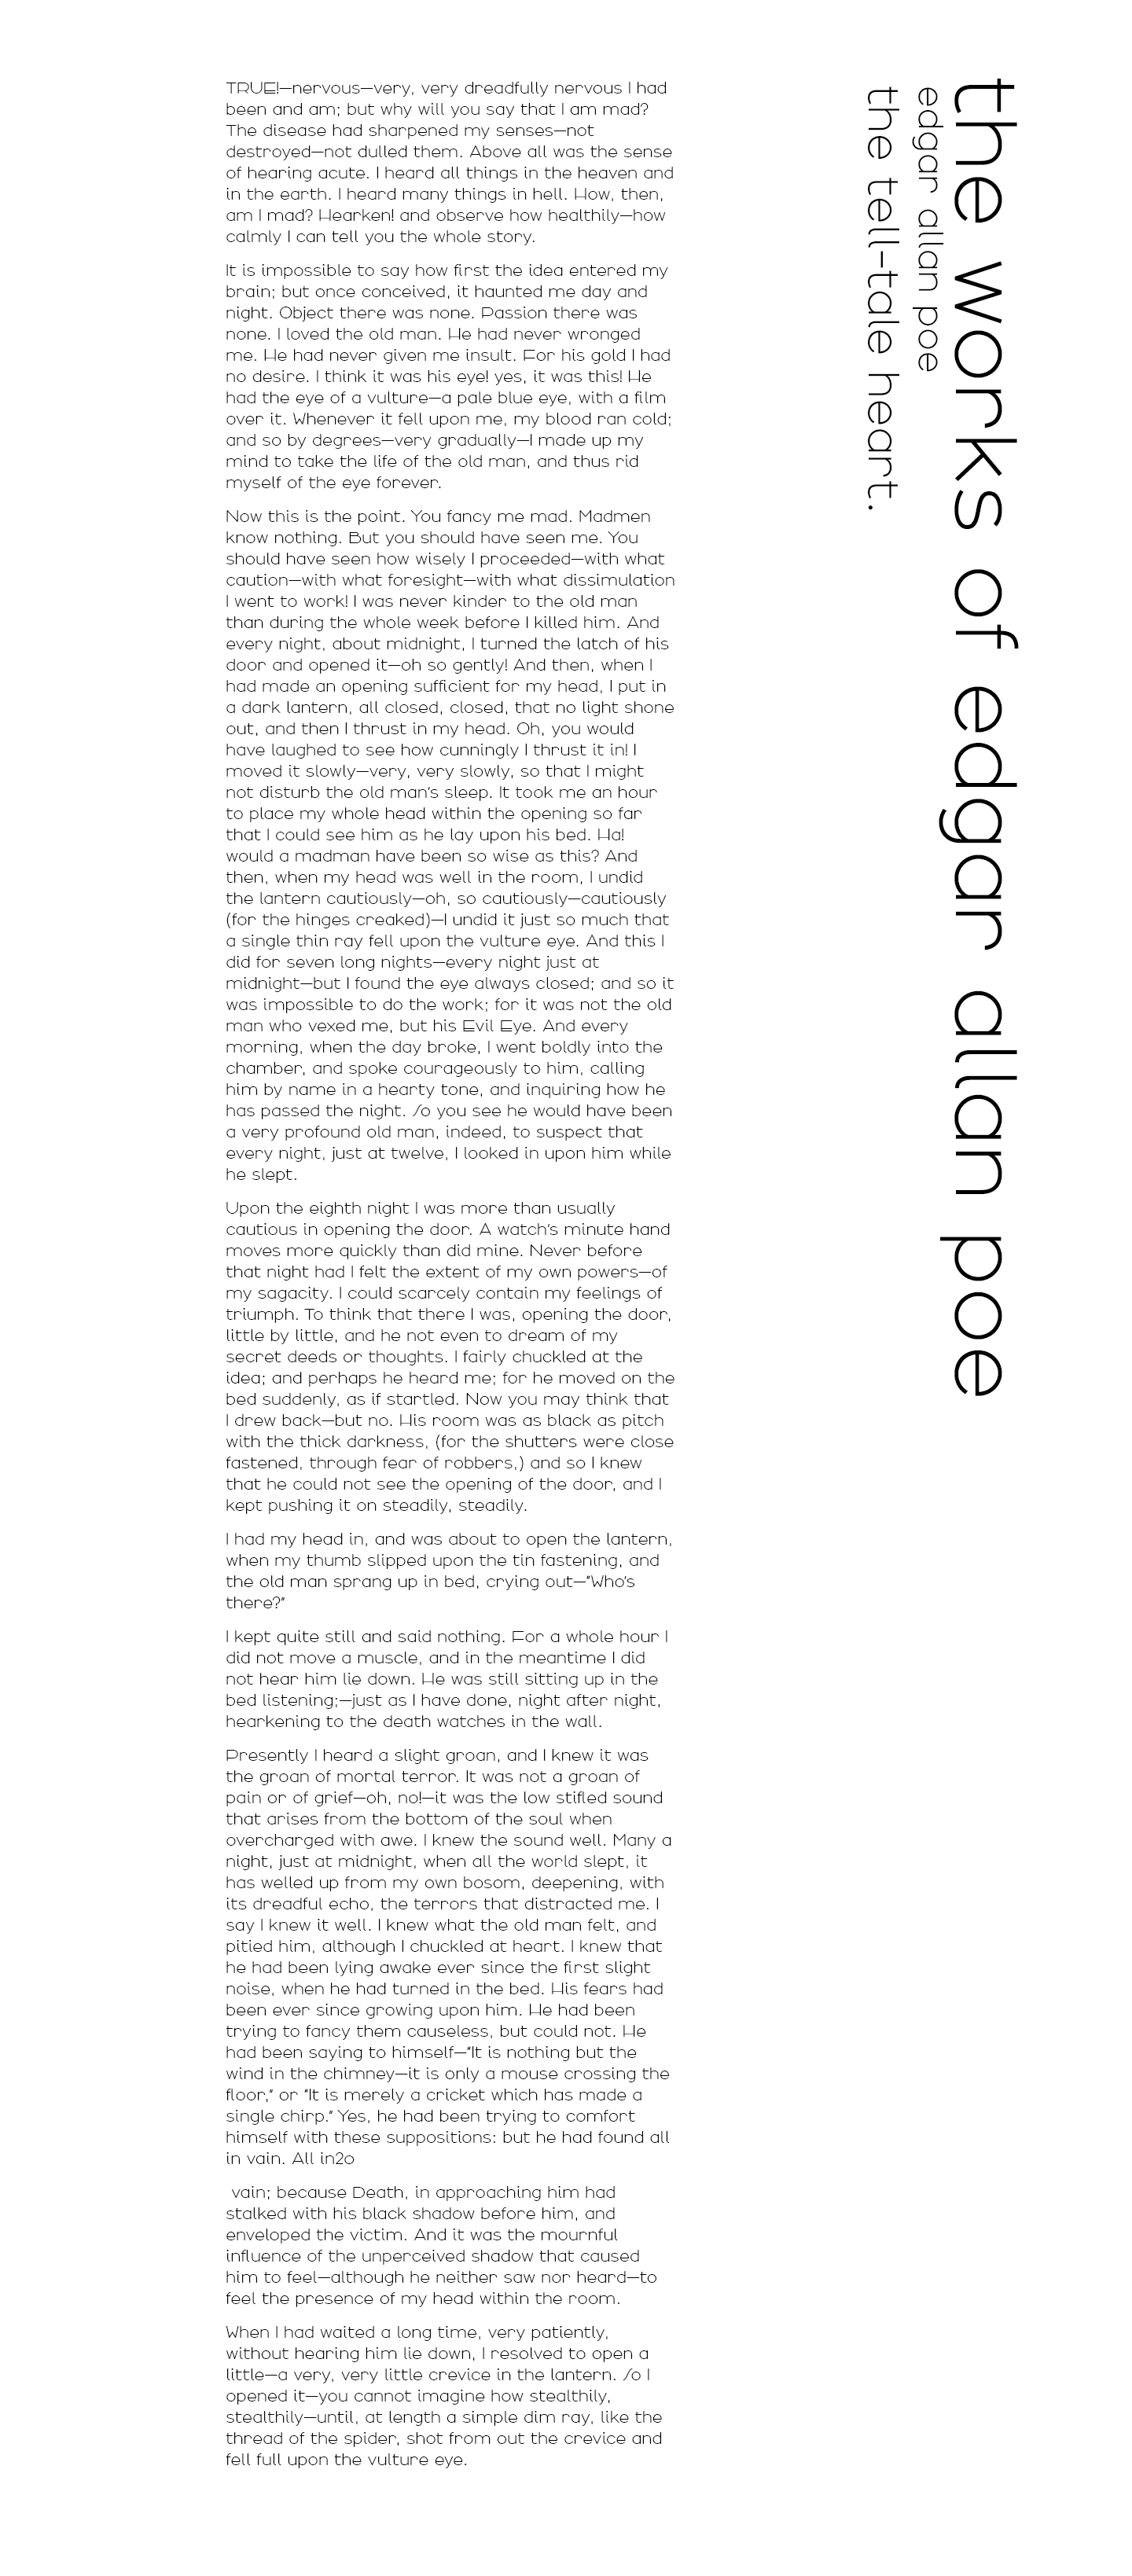 the works of edgar allan poe
edgar allan poe
the tell-tale heart.
TRUE!—nervous—very, very dreadfully nervous I had
been and am; but why will you say that I am mad?
The disease had sharpened my senses—not
destroyed—not dulled them. Above all was the sense
of hearing acute. I heard all things in the heaven and
in the earth. I heard many things in hell. How, then,
am I mad? Hearken! and observe how healthily—how
calmly I can tell you the whole story.
It is impossible to say how first the idea entered my
brain; but once conceived, it haunted me day and
night. Object there was none. Passion there was
none. I loved the old man. He had never wronged
me. He had never given me insult. For his gold I had
no desire. I think it was his eye! yes, it was this! He
had the eye of a vulture—a pale blue eye, with a film
over it. Whenever it fell upon me, my blood ran cold;
and so by degrees—very gradually—I made up my
mind to take the life of the old man, and thus rid
myself of the eye forever.
Now this is the point. You fancy me mad. Madmen
know nothing. But you should have seen me. You
should have seen how wisely I proceeded—with what
caution—with what foresight—with what dissimulation
I went to work! I was never kinder to the old man
than during the whole week before I killed him. And
every night, about midnight, I turned the latch of his
door and opened it—oh so gently! And then, when I
had made an opening sufficient for my head, I put in
a dark lantern, all closed, closed, that no light shone
out, and then I thrust in my head. Oh, you would
have laughed to see how cunningly I thrust it in! I
moved it slowly—very, very slowly, so that I might
not disturb the old man's sleep. It took me an hour
to place my whole head within the opening so far
that I could see him as he lay upon his bed. Ha!
would a madman have been so wise as this? And
then, when my head was well in the room, I undid
the lantern cautiously—oh, so cautiously—cautiously
(for the hinges creaked)—I undid it just so much that
a single thin ray fell upon the vulture eye. And this I
did for seven long nights—every night just at
midnight—but I found the eye always closed; and so it
was impossible to do the work; for it was not the old
man who vexed me, but his Evil Eye. And every
morning, when the day broke, I went boldly into the
chamber, and spoke courageously to him, calling
him by name in a hearty tone, and inquiring how he
has passed the night. So you see he would have been
a very profound old man, indeed, to suspect that
every night, just at twelve, I looked in upon him while
he slept.
Upon the eighth night I was more than usually
cautious in opening the door. A watch's minute hand
moves more quickly than did mine. Never before
that night had I felt the extent of my own powers—of
my sagacity. I could scarcely contain my feelings of
triumph. To think that there I was, opening the door,
little by little, and he not even to dream of my
secret deeds or thoughts. I fairly chuckled at the
idea; and perhaps he heard me; for he moved on the
bed suddenly, as if startled. Now you may think that
I drew back—but no. His room was as black as pitch
with the thick darkness, (for the shutters were close
fastened, through fear of robbers,) and so I knew
that he could not see the opening of the door, and I
kept pushing it on steadily, steadily.
I had my head in, and was about to open the lantern,
when my thumb slipped upon the tin fastening, and
the old man sprang up in bed, crying out—"Who's
there?"
I kept quite still and said nothing. For a whole hour I
did not move a muscle, and in the meantime I did
not hear him lie down. He was still sitting up in the
bed listening;—just as I have done, night after night,
hearkening to the death watches in the wall.
Presently I heard a slight groan, and I knew it was
the groan of mortal terror. It was not a groan of
pain or of grief—oh, no!—it was the low stifled sound
that arises from the bottom of the soul when
overcharged with awe. I knew the sound well. Many a
night, just at midnight, when all the world slept, it
has welled up from my own bosom, deepening, with
its dreadful echo, the terrors that distracted me. I
say I knew it well. I knew what the old man felt, and
pitied him, although I chuckled at heart. I knew that
he had been lying awake ever since the first slight
noise, when he had turned in the bed. His fears had
been ever since growing upon him. He had been
trying to fancy them causeless, but could not. He
had been saying to himself—"It is nothing but the
wind in the chimney—it is only a mouse crossing the
floor," or "It is merely a cricket which has made a
single chirp." Yes, he had been trying to comfort
himself with these suppositions: but he had found all
in vain. All in2o
vain; because Death, in approaching him had
stalked with his black shadow before him, and
enveloped the victim. And it was the mournful
influence of the unperceived shadow that caused
him to feel—although he neither saw nor heard—to
feel the presence of my head within the room.
When I had waited a long time, very patiently,
without hearing him lie down, I resolved to open a
little—a very, very little crevice in the lantern. So I
opened it—you cannot imagine how stealthily,
stealthily—until, at length a simple dim ray, like the
thread of the spider, shot from out the crevice and
fell full upon the vulture eye.